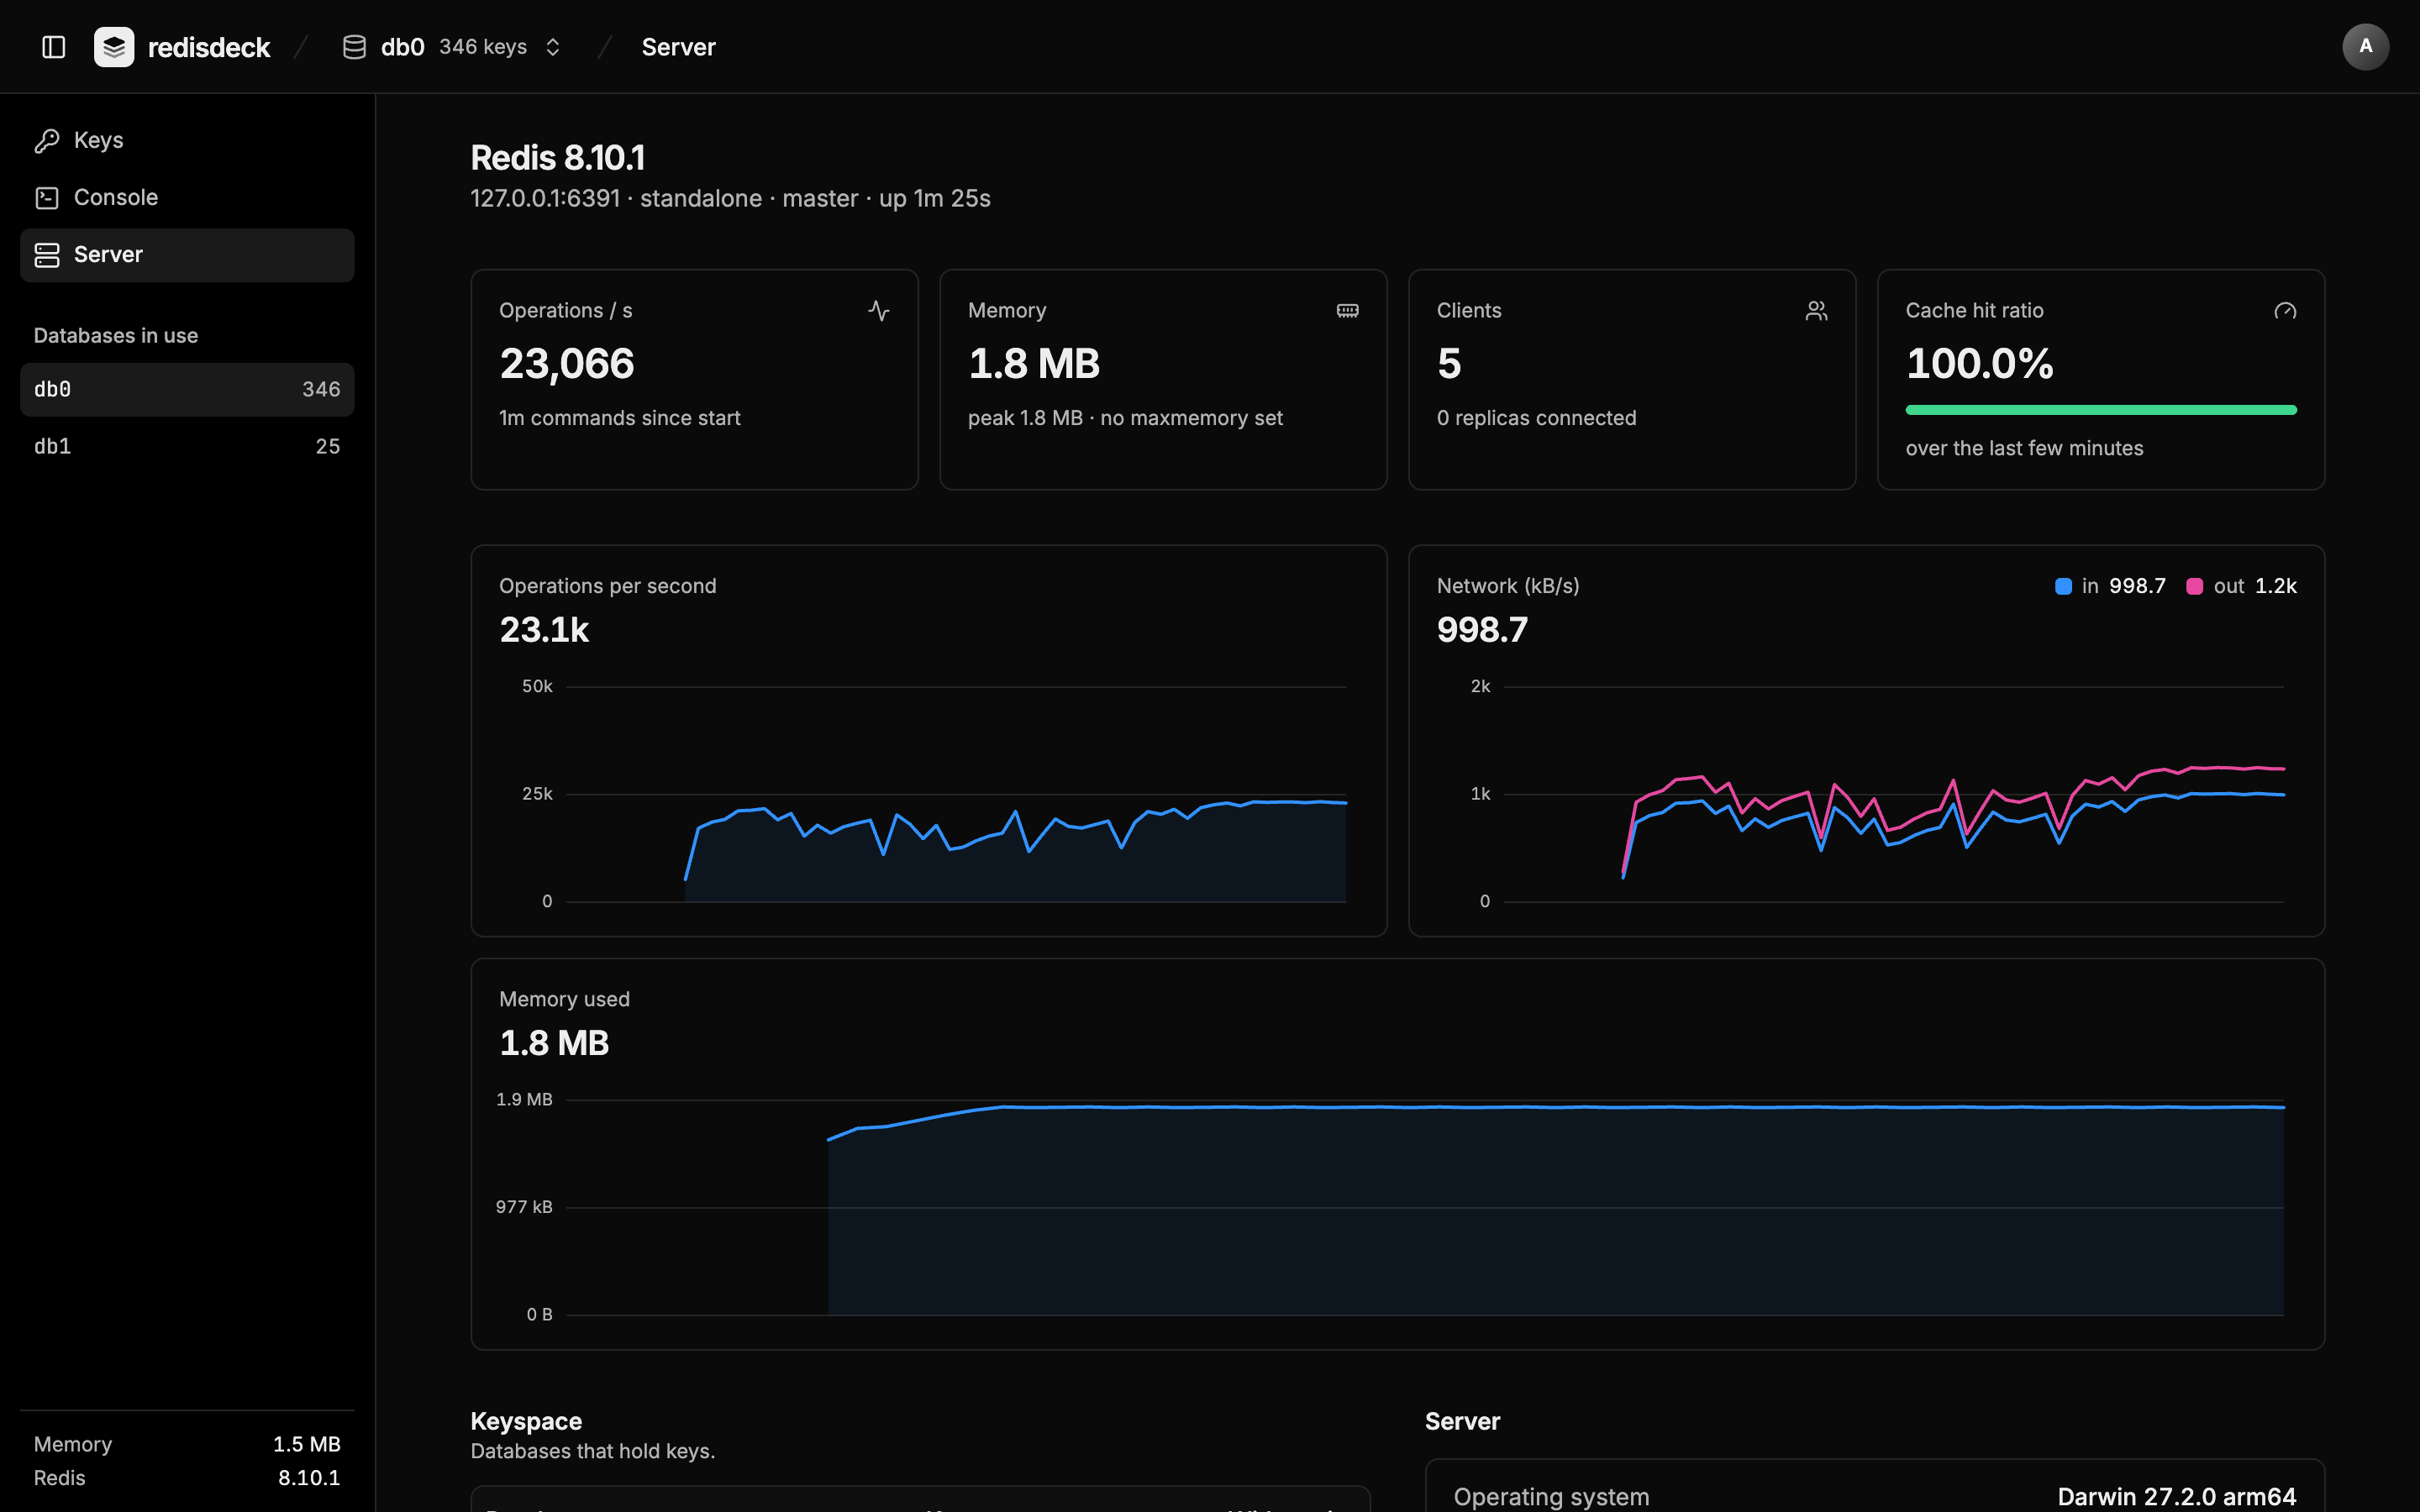 redisdeck / db0 346 keys / Server
A
Keys
Console
Server
Databases in use
db0 346
db1 25
Memory 1.5 MB
Redis 8.10.1
Redis 8.10.1
127.0.0.1:6391 · standalone · master · up 1m 25s
Operations / s
23,066
1m commands since start
Memory
1.8 MB
peak 1.8 MB · no maxmemory set
Clients
5
0 replicas connected
Cache hit ratio
100.0%
over the last few minutes
Operations per second
23.1k
50k
25k
0
Network (kB/s)
in 998.7 out 1.2k
998.7
2k
1k
0
Memory used
1.8 MB
1.9 MB
977 kB
0 B
Keyspace
Databases that hold keys.
Server
Operating system Darwin 27.2.0 arm64